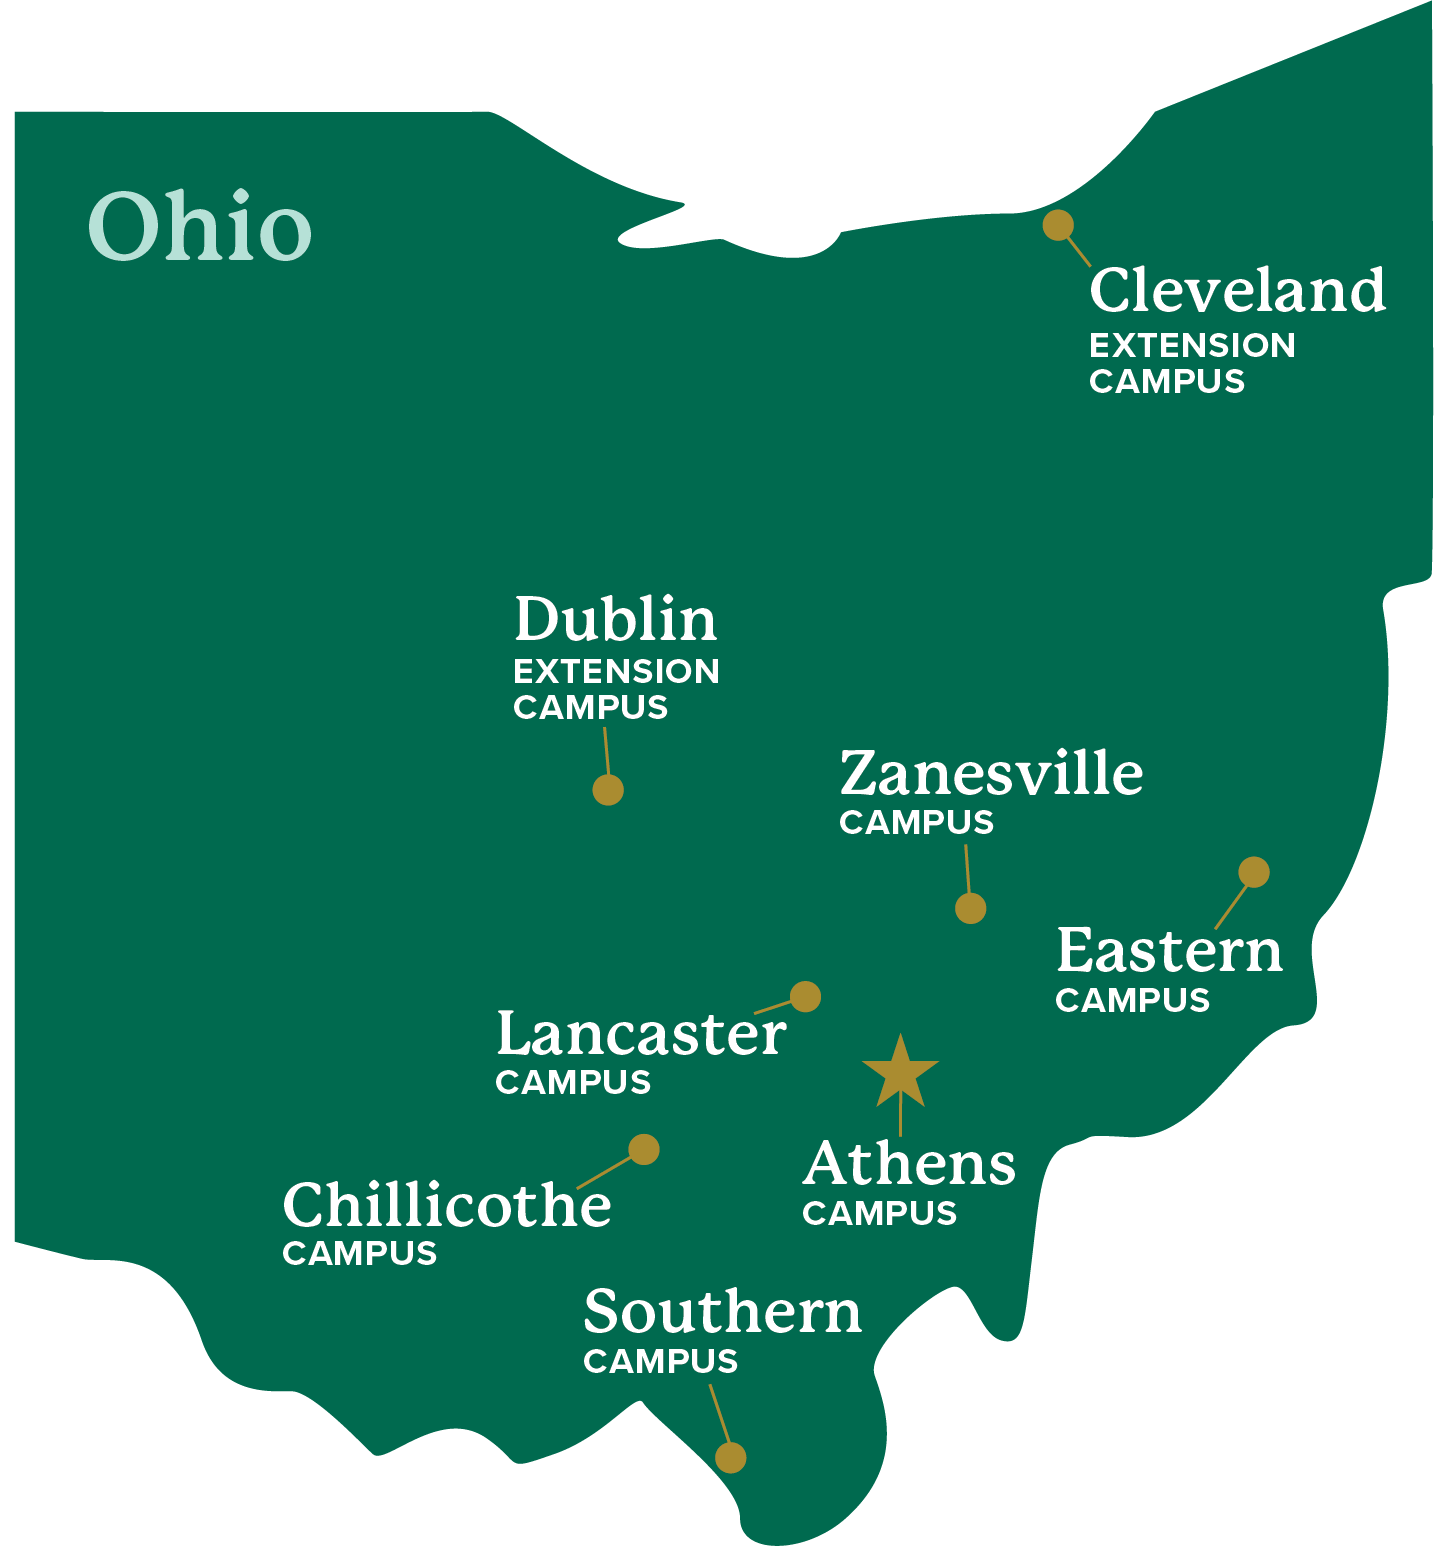 Ohio
Cleveland
EXTENSION
CAMPUS
Dublin
EXTENSION
CAMPUS
Zanesville
CAMPUS
Eastern
CAMPUS
Lancaster
CAMPUS
Athens
CAMPUS
Chillicothe
CAMPUS
Southern
CAMPUS